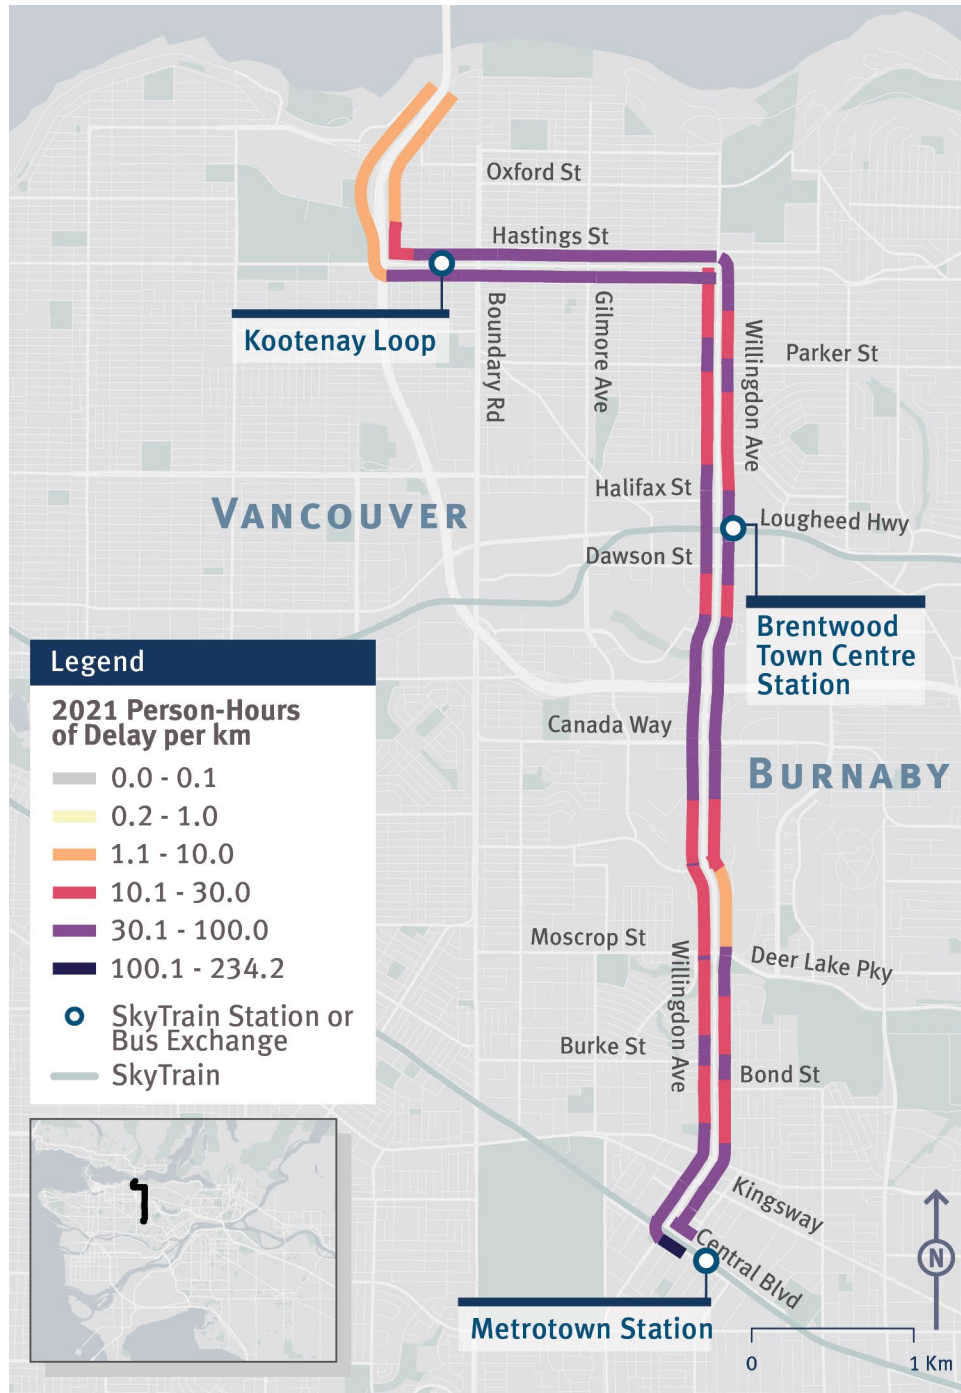 Oxford St
Hastings St
Kootenay Loop
Boundary Rd
Gilmore Ave
Willingdon Ave
Parker St
VANCOUVER
Halifax St
Lougheed Hwy
Dawson St
Brentwood
Town Centre
Station
Legend
2021 Person-Hours
of Delay per km
0.0 - 0.1
0.2 - 1.0
1.1 - 10.0
10.1 - 30.0
30.1 - 100.0
100.1 - 234.2
SkyTrain Station or
Bus Exchange
SkyTrain
Canada Way
BURNABY
Moscrop St
Willingdon Ave
Deer Lake Pky
Burke St
Bond St
Kingsway
Central Blvd
Metrotown Station
N
0
1 Km